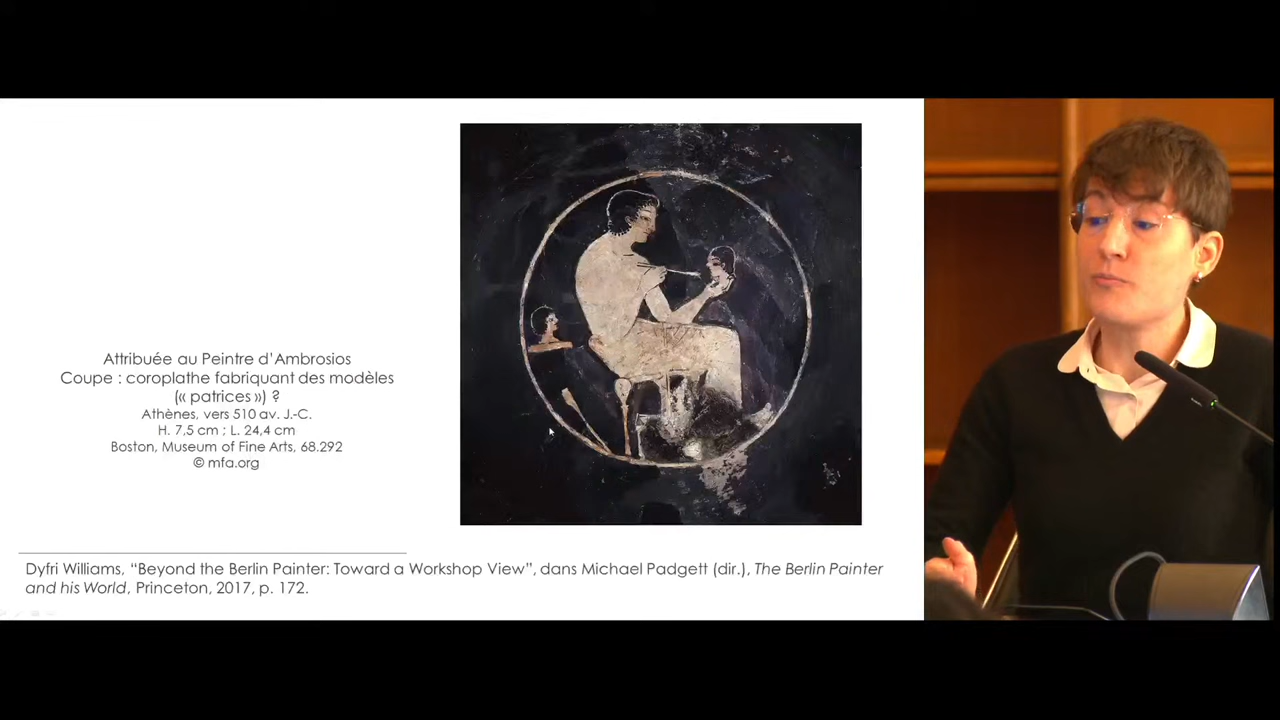 Attribuée au Peintre d'Ambrosios
Coupe : coroplathe fabriquant des modèles
(« patrices ») ?
Athènes, vers 510 av. J.-C.
H. 7,5 cm ; L. 24,4 cm
Boston, Museum of Fine Arts, 68.292
© mfa.org
Dyfri Williams, “Beyond the Berlin Painter: Toward a Workshop View”, dans Michael Padgett (dir.), The Berlin Painter
and his World, Princeton, 2017, p. 172.